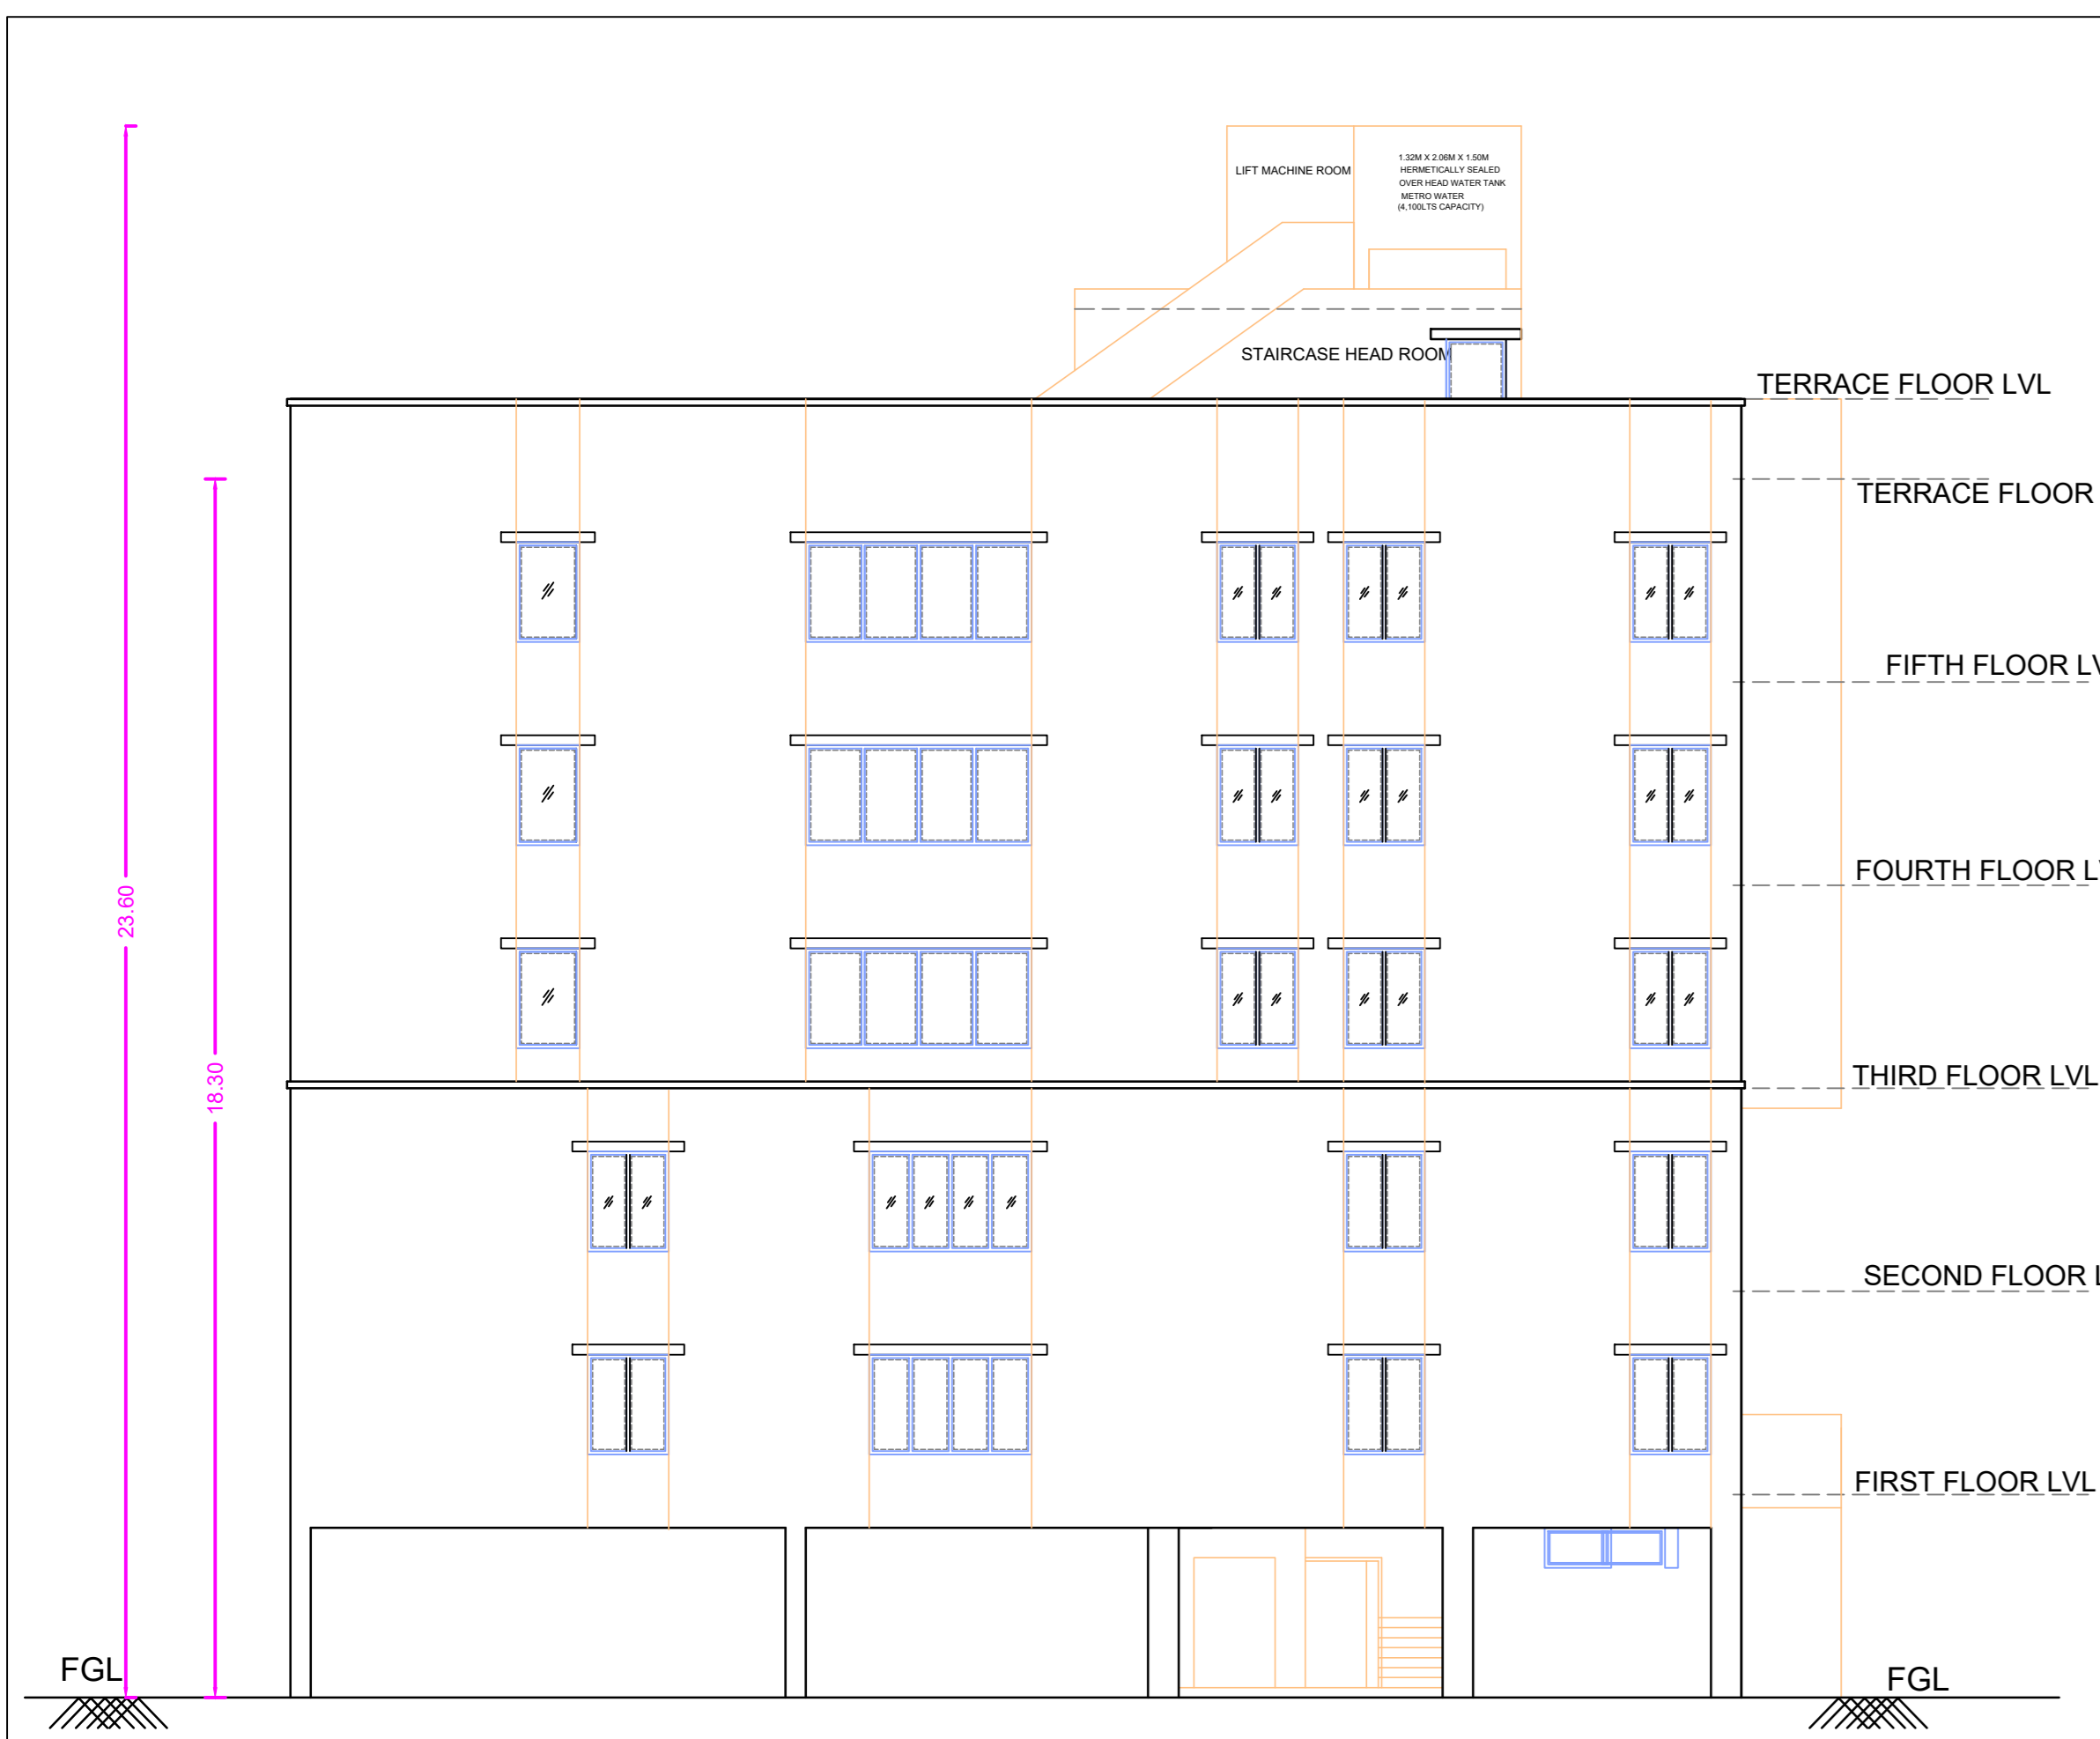 LIFT MACHINE ROOM
1.32M X 2.06M X 1.50M
HERMETICALLY SEALED
OVER HEAD WATER TANK
METRO WATER
(4,100LTS CAPACITY)
STAIRCASE HEAD ROOM
TERRACE FLOOR LVL
TERRACE FLOOR
FIFTH FLOOR LV
FOURTH FLOOR L
23.60
18.30
THIRD FLOOR LVL
SECOND FLOOR
FIRST FLOOR LVL
FGL
FGL